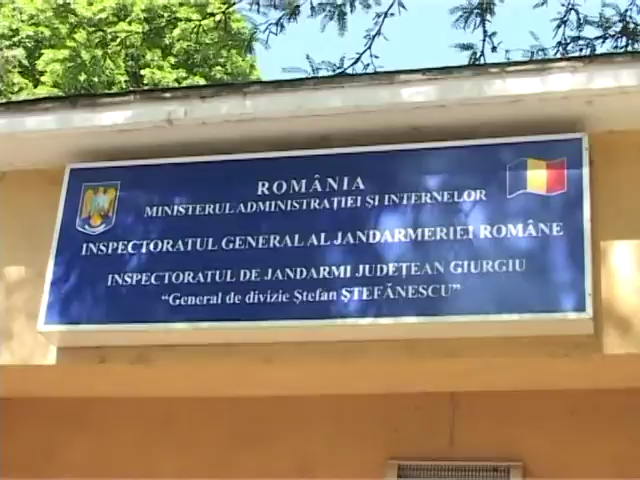 ROMÂNIA
MINISTERUL ADMINISTRAȚIEI ȘI INTERNELOR
INSPECTORATUL GENERAL AL JANDARMERIEI ROMÂNE
INSPECTORATUL DE JANDARMI JUDEȚEAN GIURGIU
“General de divizie Ștefan ȘTEFĂNESCU”